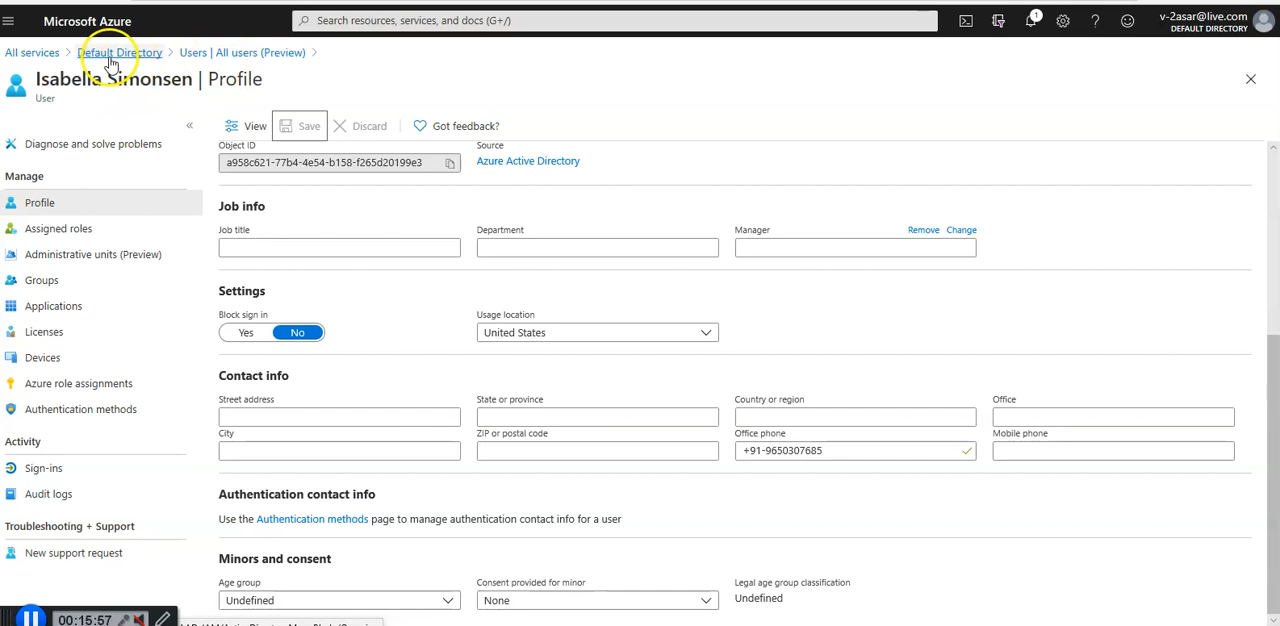 Microsoft Azure
Search resources, services, and docs (G+/)
1
v-2asar@live.com
DEFAULT DIRECTORY
All services > Default Directory > Users | All users (Preview) >
Isabella Simonsen | Profile
User
«
View Save Discard Got feedback?
Diagnose and solve problems
Manage
Profile
Assigned roles
Administrative units (Preview)
Groups
Applications
Licenses
Devices
Azure role assignments
Authentication methods
Activity
Sign-ins
Audit logs
Troubleshooting + Support
New support request
Object ID Source
a958c621-77b4-4e54-b158-f265d20199e3 Azure Active Directory
Job info
Job title Department Manager Remove Change
Settings
Block sign in Usage location
Yes No United States
Contact info
Street address State or province Country or region Office
City ZIP or postal code Office phone Mobile phone
+91-9650307685
Authentication contact info
Use the Authentication methods page to manage authentication contact info for a user
Minors and consent
Age group Consent provided for minor Legal age group classification
Undefined None Undefined
00:15:57